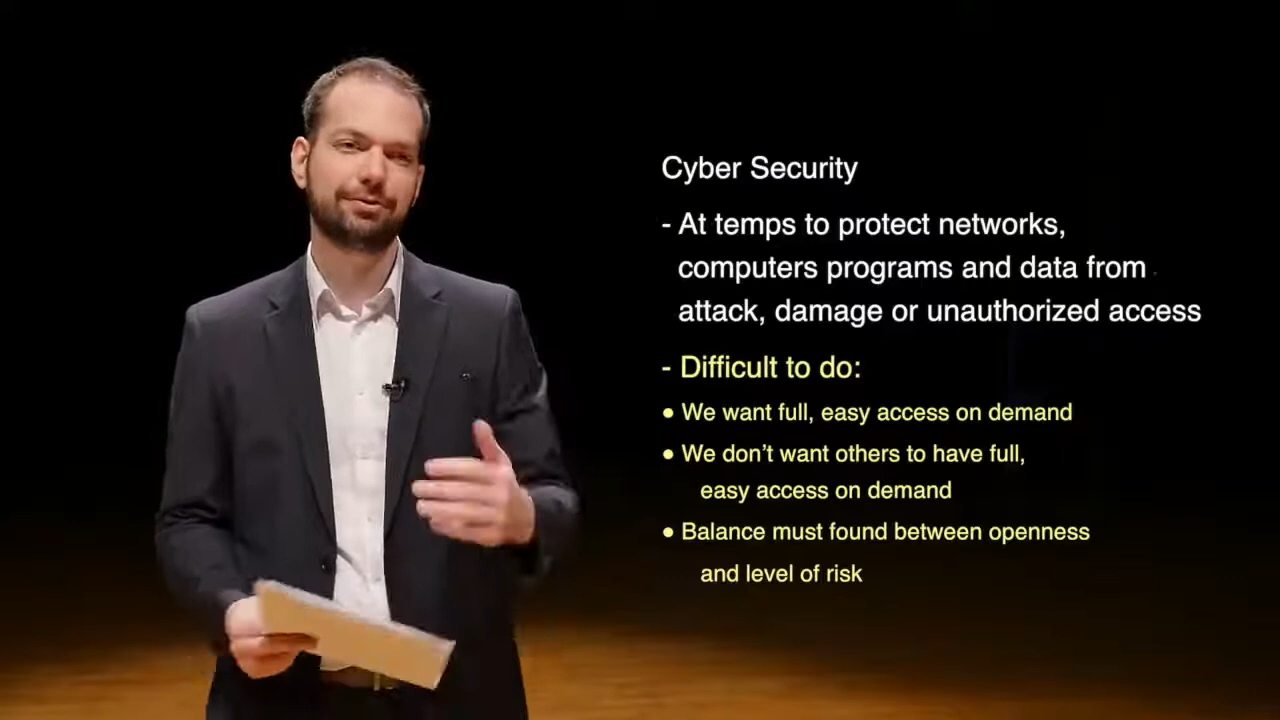 Cyber Security
- At temps to protect networks,
computers programs and data from
attack, damage or unauthorized access
- Difficult to do:
● We want full, easy access on demand
● We don't want others to have full,
easy access on demand
● Balance must found between openness
and level of risk